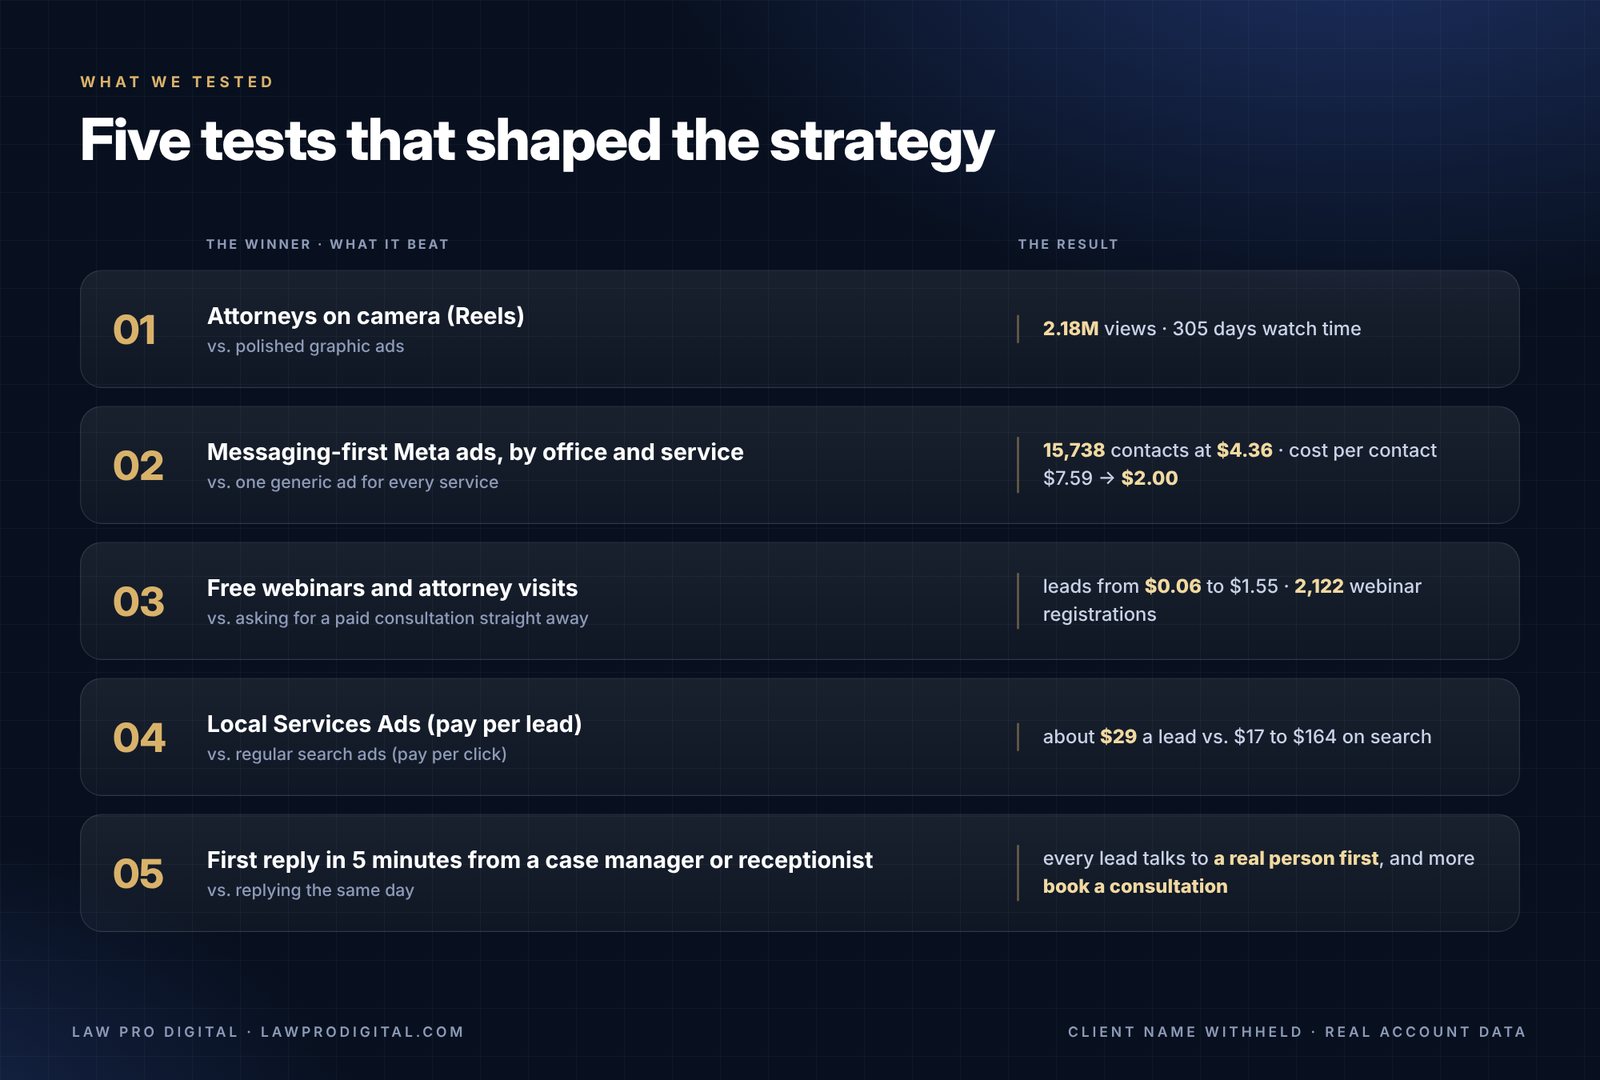 WHAT WE TESTED
Five tests that shaped the strategy
THE WINNER · WHAT IT BEAT
THE RESULT
01
Attorneys on camera (Reels)
vs. polished graphic ads
2.18M views · 305 days watch time
02
Messaging-first Meta ads, by office and service
vs. one generic ad for every service
15,738 contacts at $4.36 · cost per contact
$7.59 → $2.00
03
Free webinars and attorney visits
vs. asking for a paid consultation straight away
leads from $0.06 to $1.55 · 2,122 webinar
registrations
04
Local Services Ads (pay per lead)
vs. regular search ads (pay per click)
about $29 a lead vs. $17 to $164 on search
05
First reply in 5 minutes from a case manager or receptionist
vs. replying the same day
every lead talks to a real person first, and more
book a consultation
LAW PRO DIGITAL · LAWPRODIGITAL.COM
CLIENT NAME WITHHELD · REAL ACCOUNT DATA